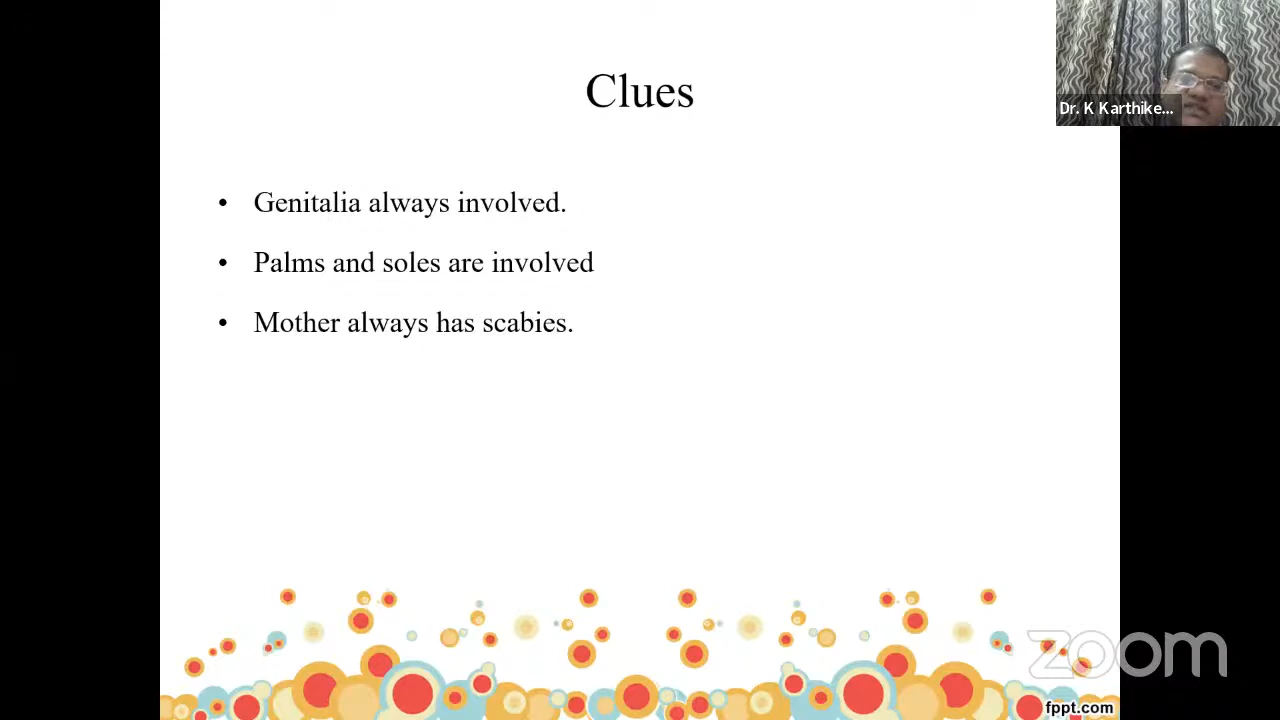 Clues
Dr. K Karthike...
• Genitalia always involved.
• Palms and soles are involved
• Mother always has scabies.
zoom
fppt.com